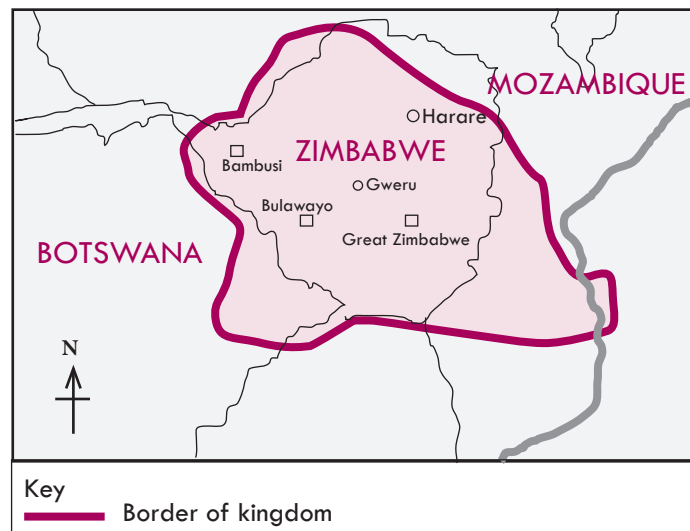 MOZAMBIQUE
Harare
ZIMBABWE
Bambusi
Gweru
Bulawayo
Great Zimbabwe
BOTSWANA
N
Key
Border of kingdom